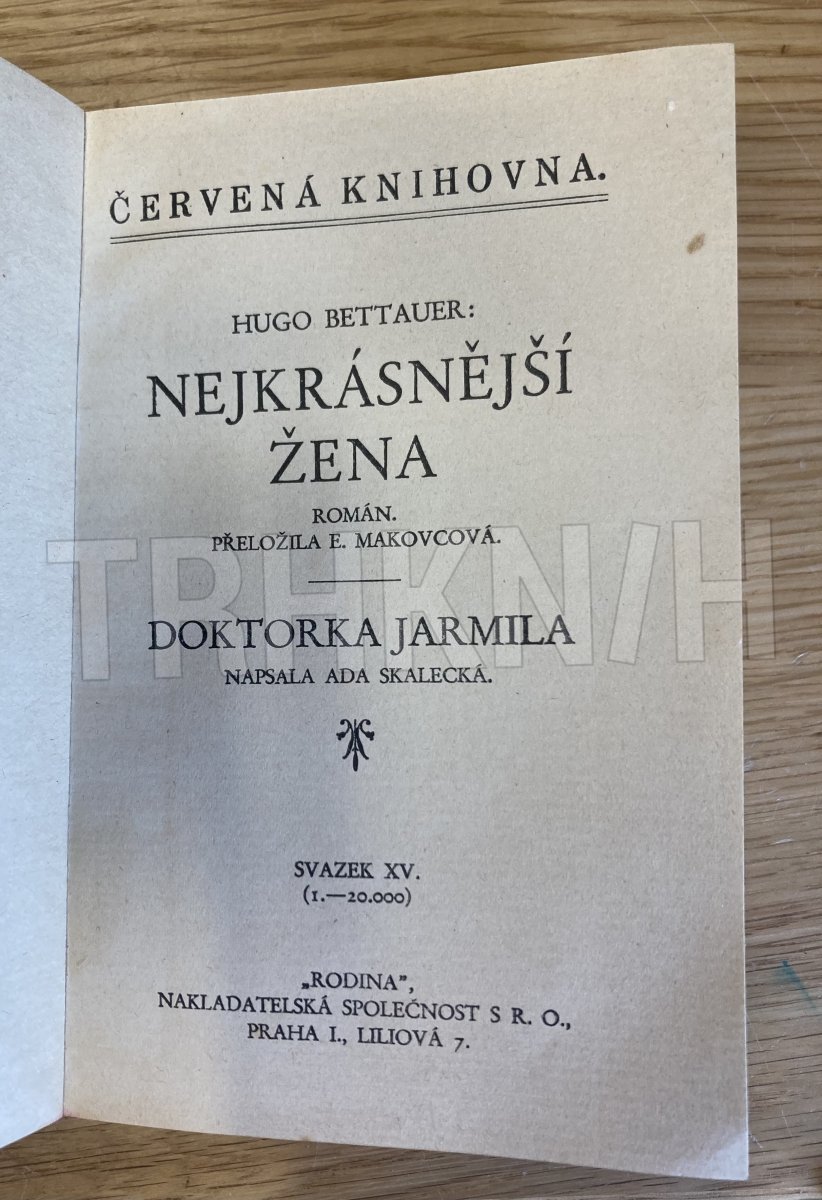 ČERVENÁ KNIHOVNA.
HUGO BETTAUER:
NEJKRÁSNĚJŠÍ
ŽENA
ROMÁN.
PŘELOŽILA E. MAKOVCOVÁ.
TRHKN/H
DOKTORKA JARMILA
NAPSALA ADA SKALECKÁ.
SVAZEK XV.
(1.—20.000)
„RODINA”,
NAKLADATELSKÁ SPOLEČNOST S R. O.,
PRAHA I., LILIOVÁ 7.